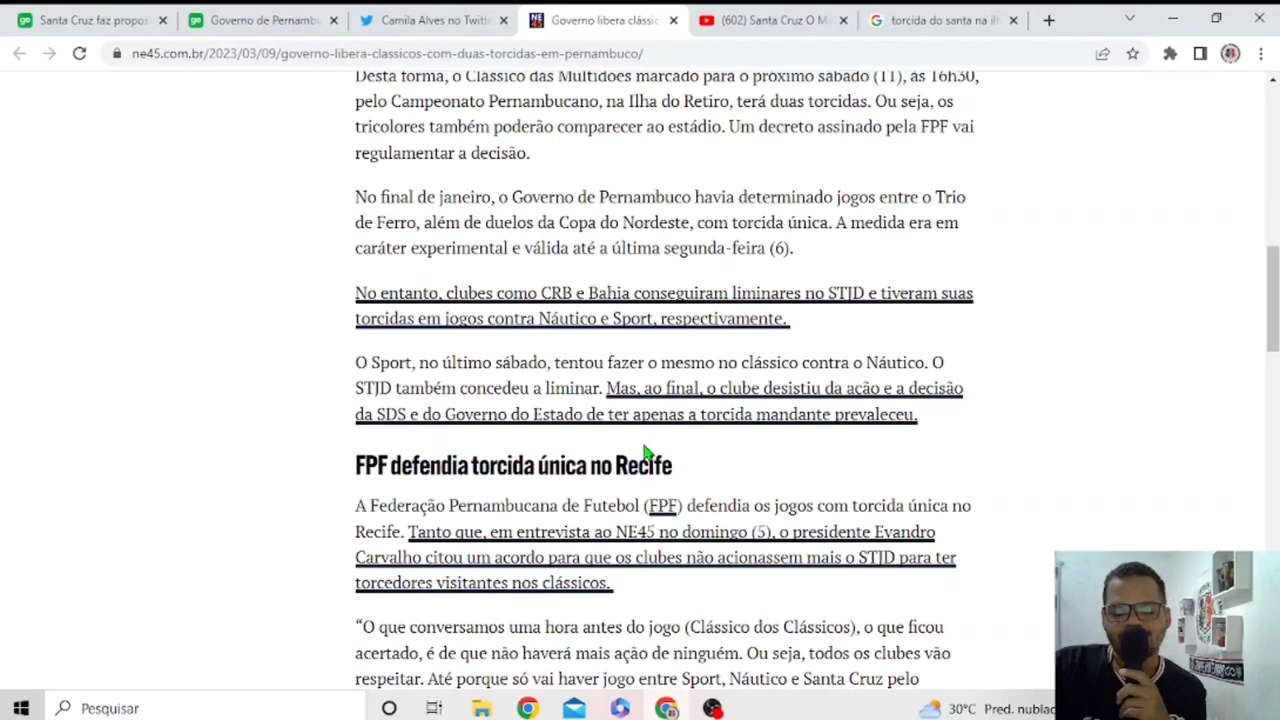 Santa Cruz faz propos
Governo de Pernambu
Camila Alves no Twitte
Governo libera clássic
(602) Santa Cruz O Ma
torcida do santa na ilh
ne45.com.br/2023/03/09/governo-libera-classicos-com-duas-torcidas-em-pernambuco/
Desta forma, o Clássico das Multidões marcado para o próximo sábado (11), às 16h30,
pelo Campeonato Pernambucano, na Ilha do Retiro, terá duas torcidas. Ou seja, os
tricolores também poderão comparecer ao estádio. Um decreto assinado pela FPF vai
regulamentar a decisão.
No final de janeiro, o Governo de Pernambuco havia determinado jogos entre o Trio
de Ferro, além de duelos da Copa do Nordeste, com torcida única. A medida era em
caráter experimental e válida até a última segunda-feira (6).
No entanto, clubes como CRB e Bahia conseguiram liminares no STJD e tiveram suas
torcidas em jogos contra Náutico e Sport, respectivamente.
O Sport, no último sábado, tentou fazer o mesmo no clássico contra o Náutico. O
STJD também concedeu a liminar. Mas, ao final, o clube desistiu da ação e a decisão
da SDS e do Governo do Estado de ter apenas a torcida mandante prevaleceu.
FPF defendia torcida única no Recife
A Federação Pernambucana de Futebol (FPF) defendia os jogos com torcida única no
Recife. Tanto que, em entrevista ao NE45 no domingo (5), o presidente Evandro
Carvalho citou um acordo para que os clubes não acionassem mais o STJD para ter
torcedores visitantes nos clássicos.
“O que conversamos uma hora antes do jogo (Clássico dos Clássicos), o que ficou
acertado, é de que não haverá mais ação de ninguém. Ou seja, todos os clubes vão
respeitar. Até porque só vai haver jogo entre Sport, Náutico e Santa Cruz pelo
Pesquisar
30°C Pred. nublad